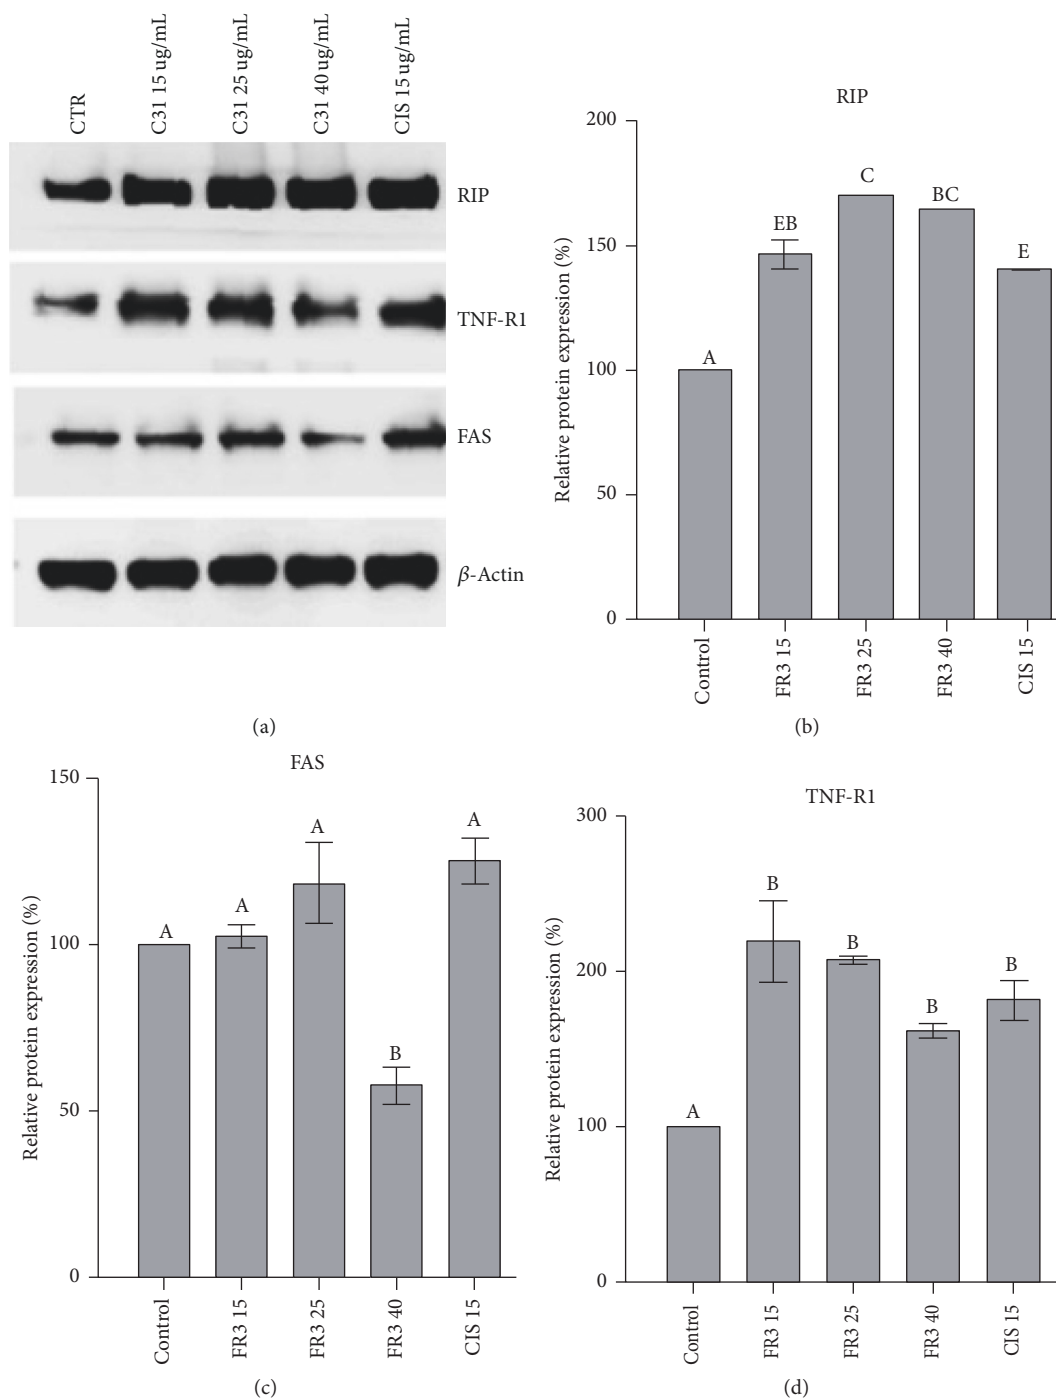 CTR
C31 15 ug/mL
C31 25 ug/mL
C31 40 ug/mL
CIS 15 ug/mL
RIP
TNF-R1
FAS
β-Actin
(a)
RIP
Relative protein expression (%)
200
150
100
50
0
A
EB
C
BC
E
Control
FR3 15
FR3 25
FR3 40
CIS 15
(b)
FAS
Relative protein expression (%)
150
100
50
0
A
A
A
B
A
Control
FR3 15
FR3 25
FR3 40
CIS 15
(c)
TNF-R1
Relative protein expression (%)
300
200
100
0
A
B
B
B
B
Control
FR3 15
FR3 25
FR3 40
CIS 15
(d)